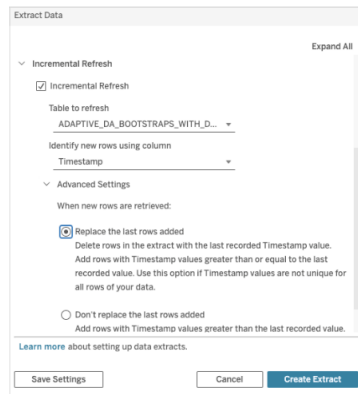 Extract Data
Expand All
Incremental Refresh
Incremental Refresh
Table to refresh
ADAPTIVE_DA_BOOTSTRAPS_WITH_D...
Identify new rows using column
Timestamp
Advanced Settings
When new rows are retrieved:
Replace the last rows added
Delete rows in the extract with the last recorded Timestamp value.
Add rows with Timestamp values greater than or equal to the last
recorded value. Use this option if Timestamp values are not unique for
all rows of your data.
Don't replace the last rows added
Add rows with Timestamp values greater than the last recorded value.
Learn more about setting up data extracts.
Save Settings
Cancel
Create Extract